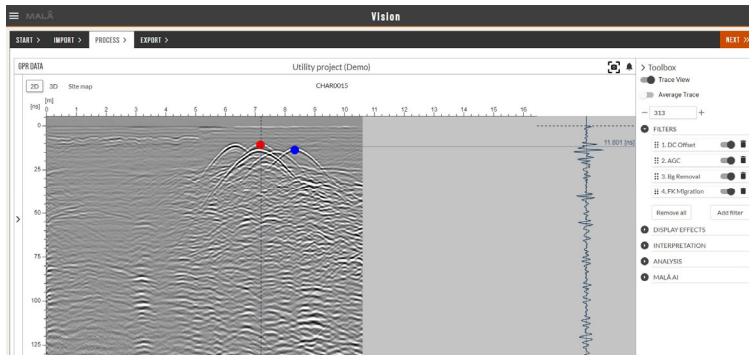 MALÅ
Vision
START >
IMPORT >
PROCESS >
EXPORT >
NEXT >>
GPR DATA
Utility project (Demo)
2D
3D
Site map
CHAR0015
[ns]
[m]
0 1 2 3 4 5 6 7 8 9 10 11 12 13 14 15 16
0
25
50
75
100
125
11.801 [ns]
> Toolbox
Trace View
Average Trace
− 313 +
FILTERS
1. DC Offset
2. AGC
3. Bg Removal
4. FK Migration
Remove all
Add filter
DISPLAY EFFECTS
INTERPRETATION
ANALYSIS
MALÅ AI